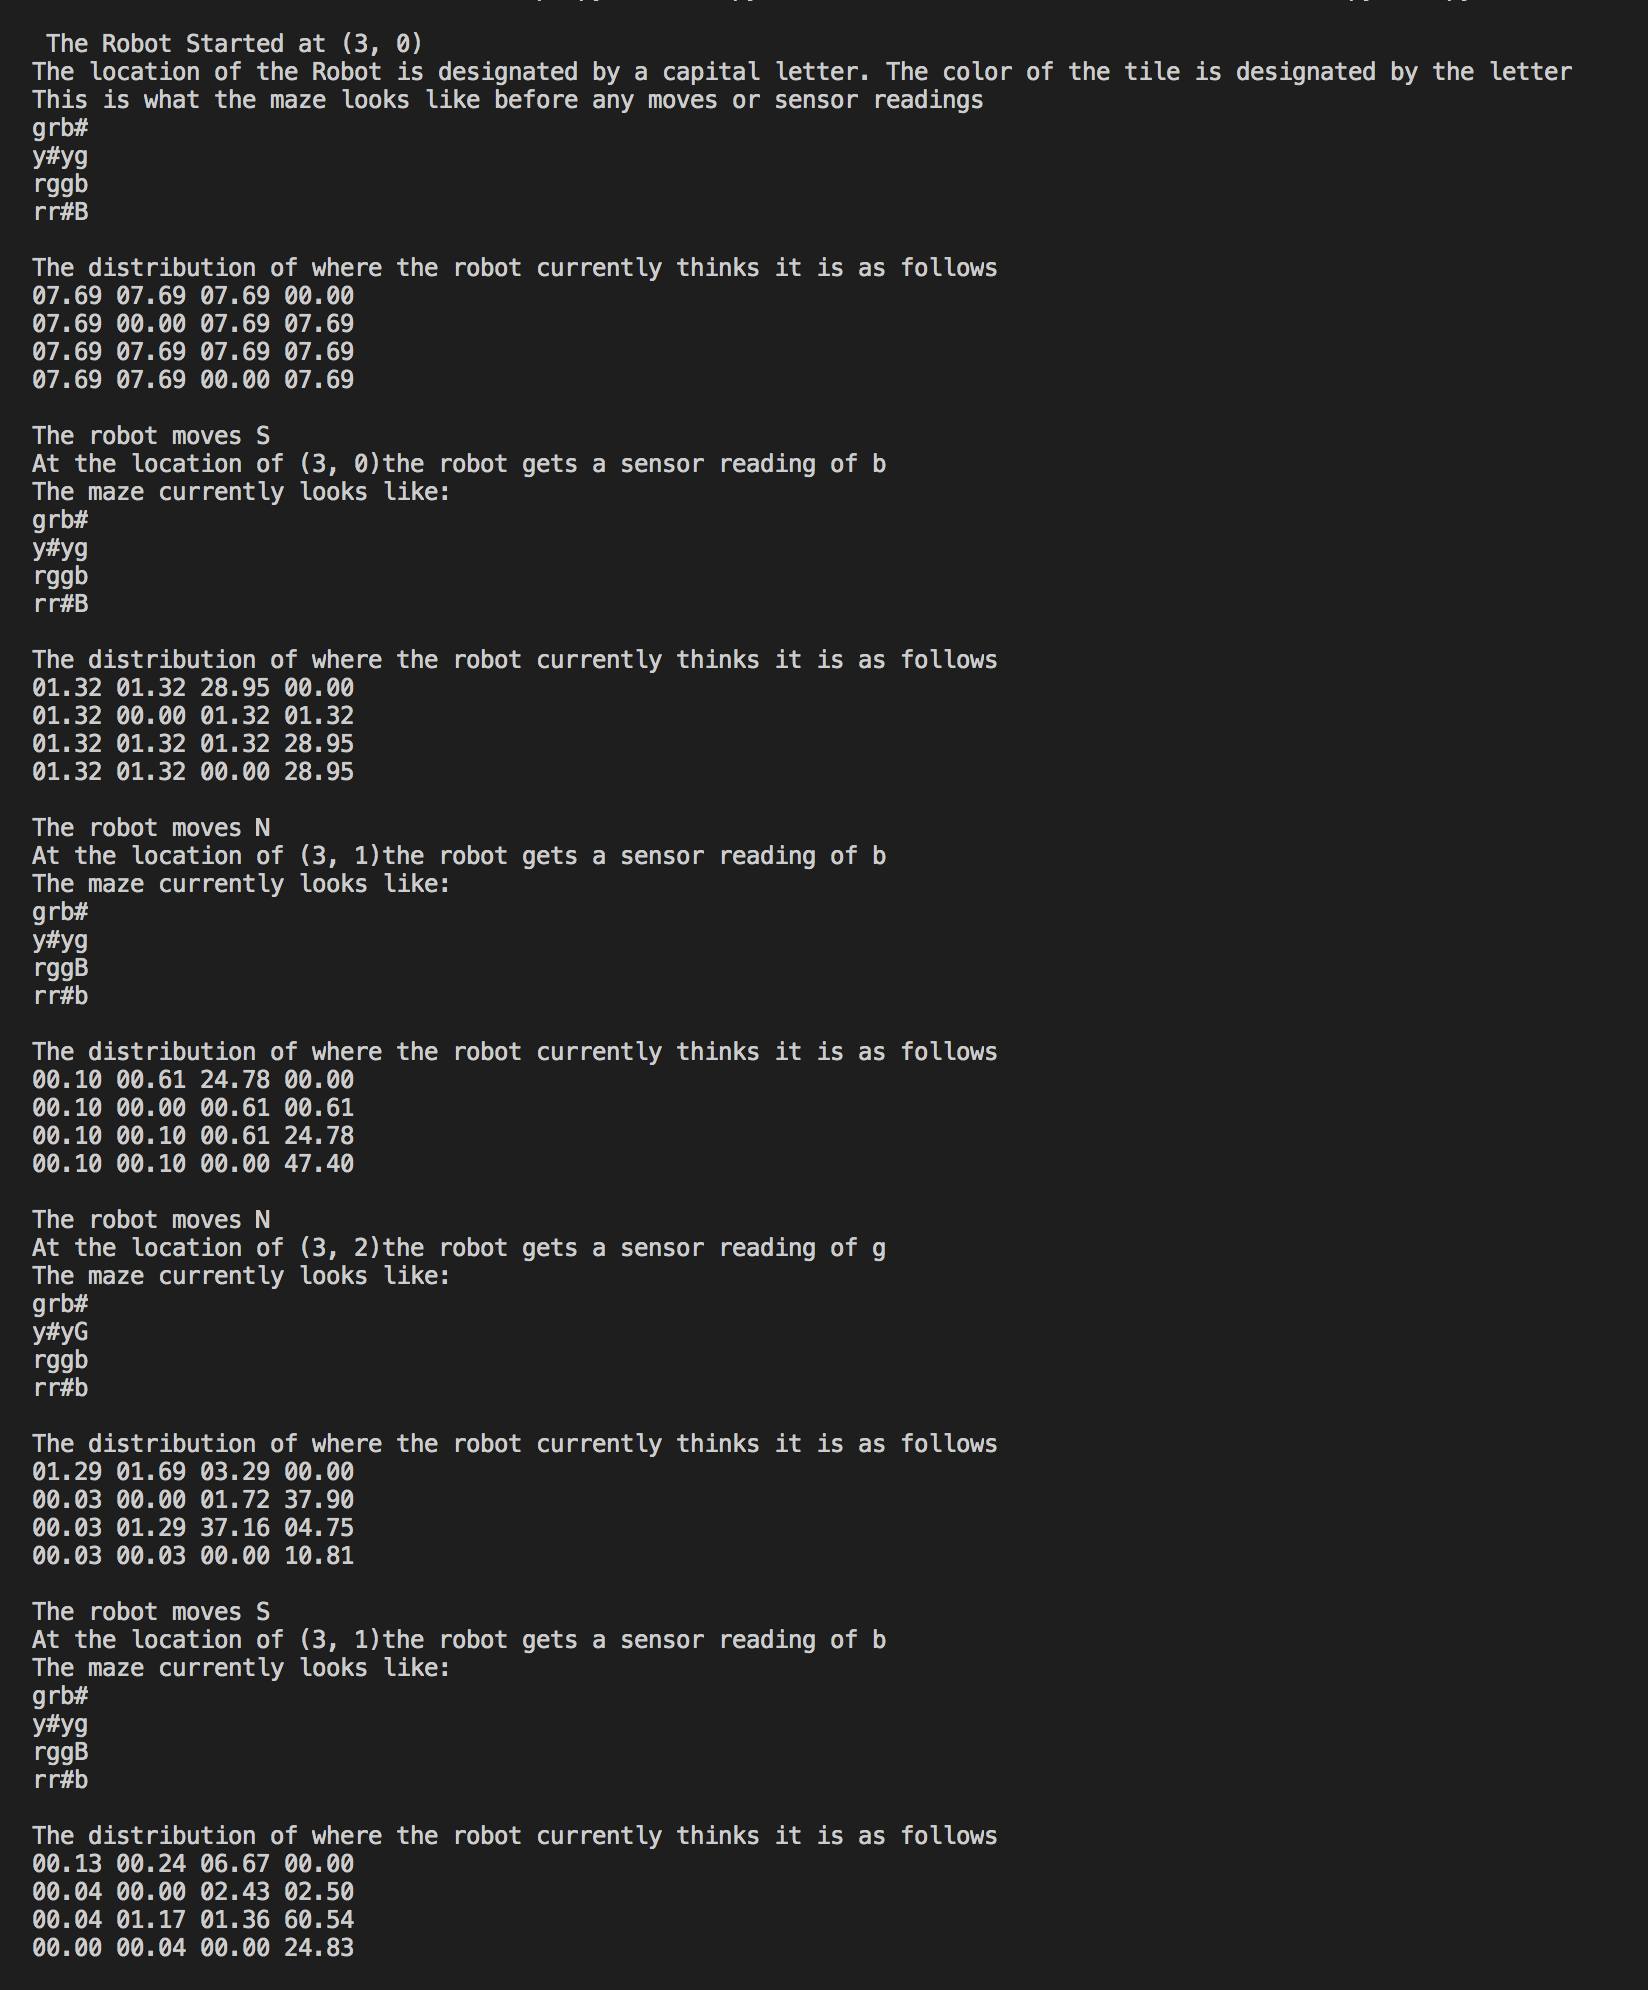 The Robot Started at (3, 0)
The location of the Robot is designated by a capital letter. The color of the tile is designated by the letter
This is what the maze looks like before any moves or sensor readings
grb#
y#yg
rggb
rr#B
The distribution of where the robot currently thinks it is as follows
07.69 07.69 07.69 00.00
07.69 00.00 07.69 07.69
07.69 07.69 07.69 07.69
07.69 07.69 00.00 07.69
The robot moves S
At the location of (3, 0)the robot gets a sensor reading of b
The maze currently looks like:
grb#
y#yg
rggb
rr#B
The distribution of where the robot currently thinks it is as follows
01.32 01.32 28.95 00.00
01.32 00.00 01.32 01.32
01.32 01.32 01.32 28.95
01.32 01.32 00.00 28.95
The robot moves N
At the location of (3, 1)the robot gets a sensor reading of b
The maze currently looks like:
grb#
y#yg
rggB
rr#b
The distribution of where the robot currently thinks it is as follows
00.10 00.61 24.78 00.00
00.10 00.00 00.61 00.61
00.10 00.10 00.61 24.78
00.10 00.10 00.00 47.40
The robot moves N
At the location of (3, 2)the robot gets a sensor reading of g
The maze currently looks like:
grb#
y#yG
rggb
rr#b
The distribution of where the robot currently thinks it is as follows
01.29 01.69 03.29 00.00
00.03 00.00 01.72 37.90
00.03 01.29 37.16 04.75
00.03 00.03 00.00 10.81
The robot moves S
At the location of (3, 1)the robot gets a sensor reading of b
The maze currently looks like:
grb#
y#yg
rggB
rr#b
The distribution of where the robot currently thinks it is as follows
00.13 00.24 06.67 00.00
00.04 00.00 02.43 02.50
00.04 01.17 01.36 60.54
00.00 00.04 00.00 24.83